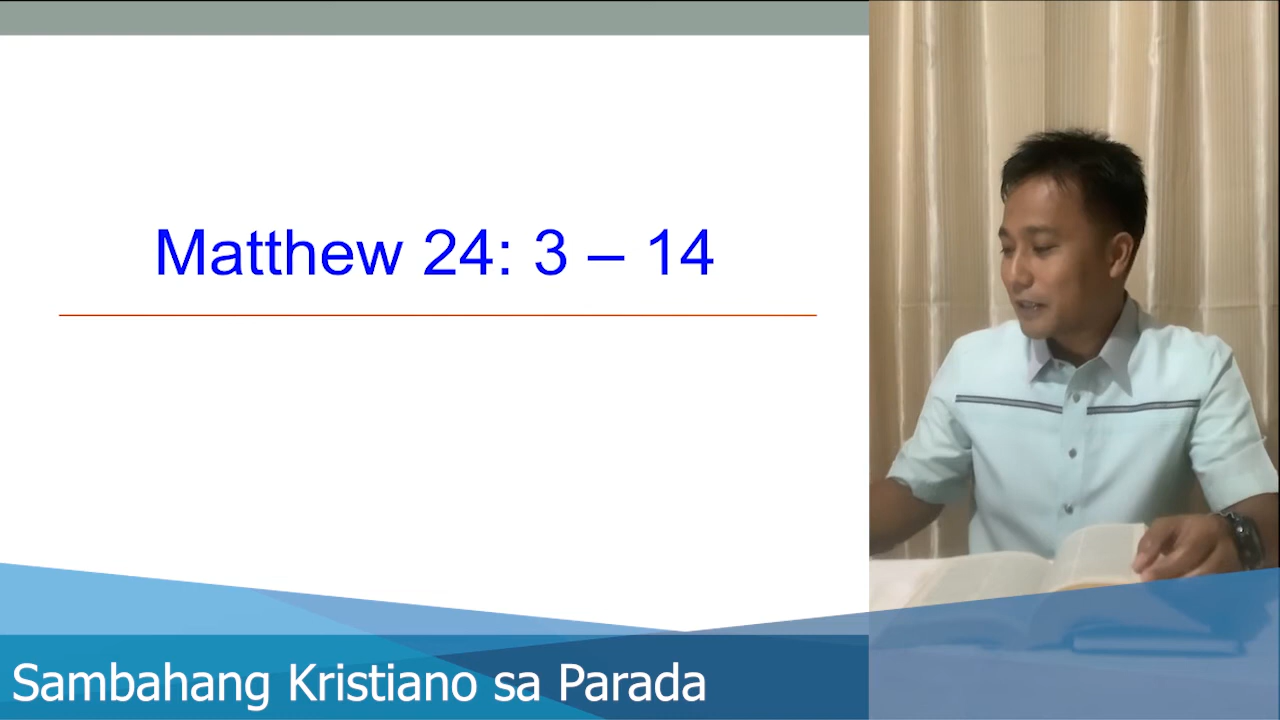 Matthew 24: 3 – 14
Sambahang Kristiano sa Parada